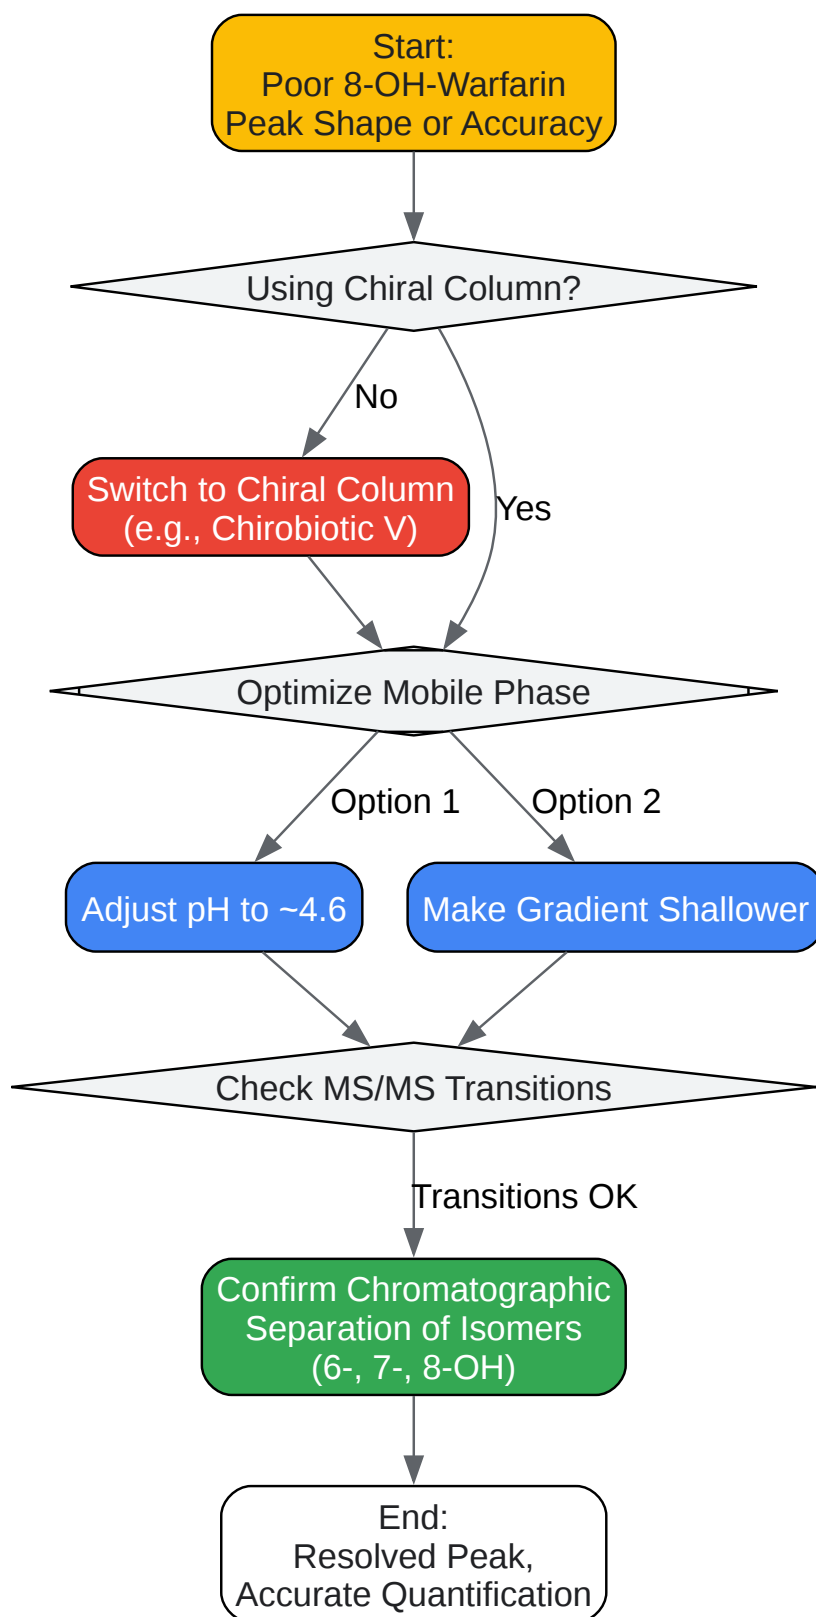 Start:
Poor 8-OH-Warfarin
Peak Shape or Accuracy
Using Chiral Column?
No
Switch to Chiral Column
(e.g., Chirobiotic V)
Yes
Optimize Mobile Phase
Option 1
Option 2
Adjust pH to ~4.6
Make Gradient Shallower
Check MS/MS Transitions
Transitions OK
Confirm Chromatographic
Separation of Isomers
(6-, 7-, 8-OH)
End:
Resolved Peak,
Accurate Quantification